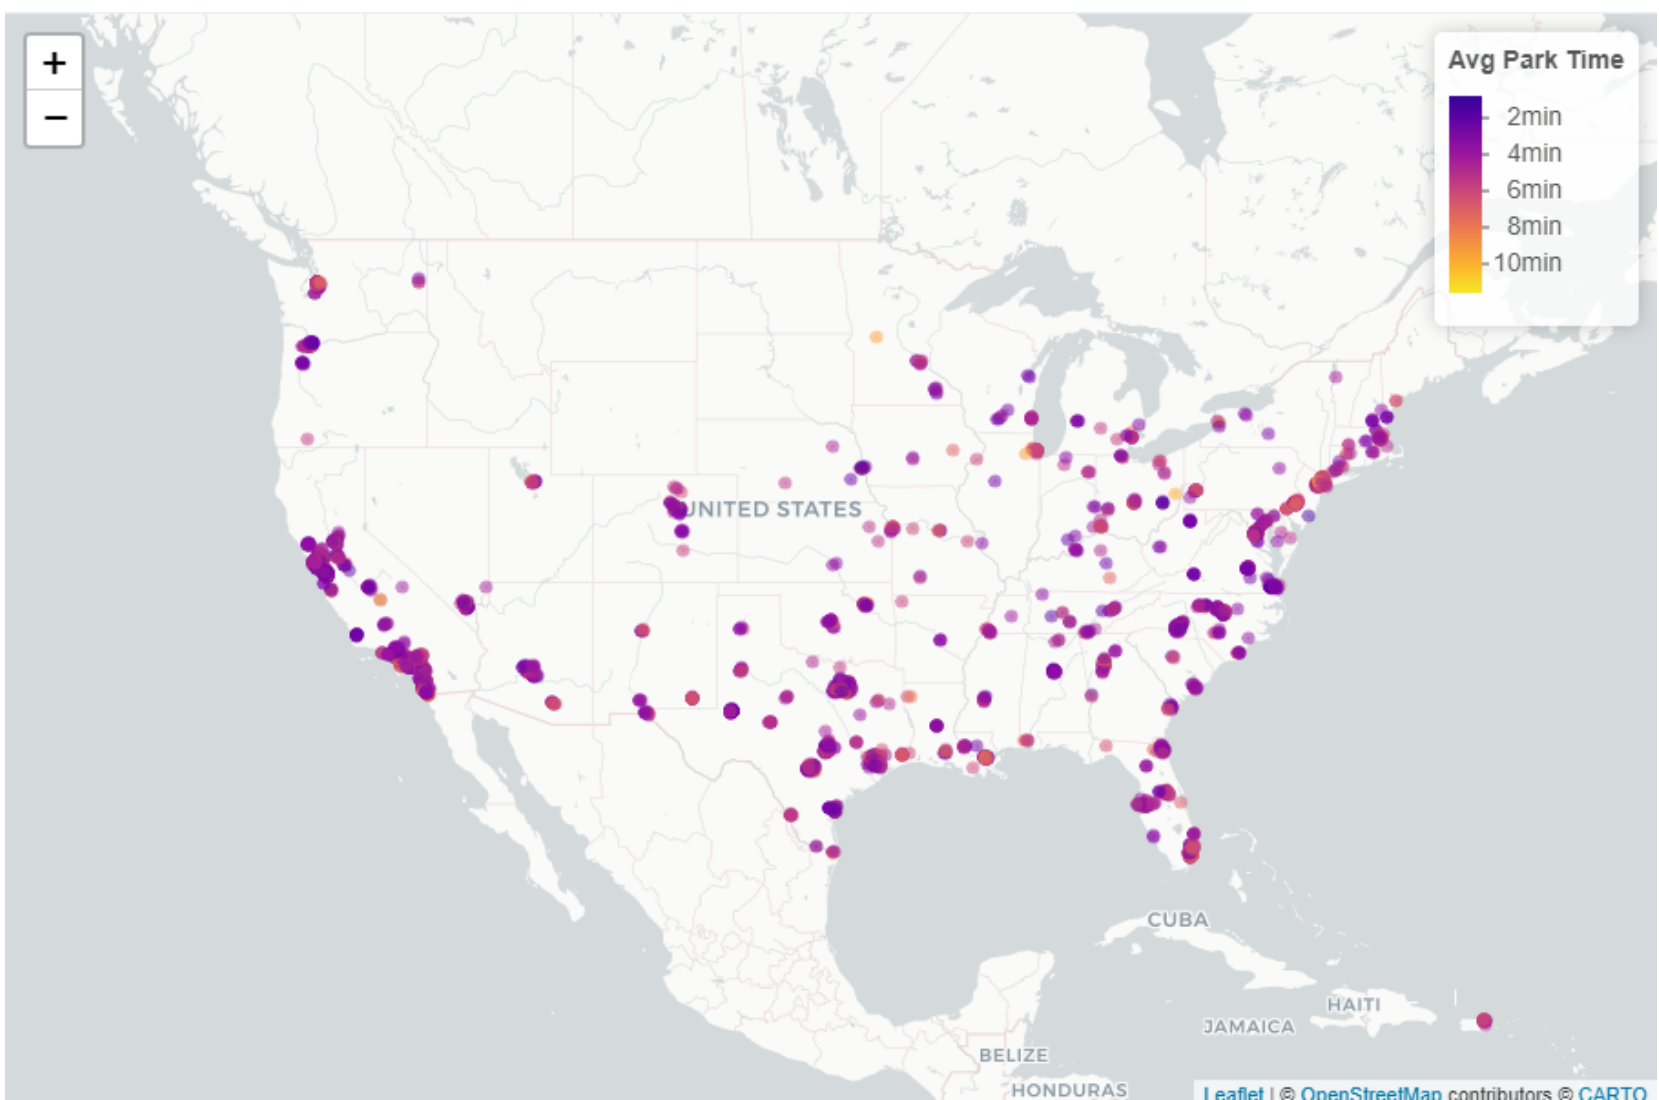 +
−
Avg Park Time
2min
4min
6min
8min
10min
UNITED STATES
CUBA
HAITI
JAMAICA
BELIZE
HONDURAS
Leaflet | © OpenStreetMap contributors © CARTO